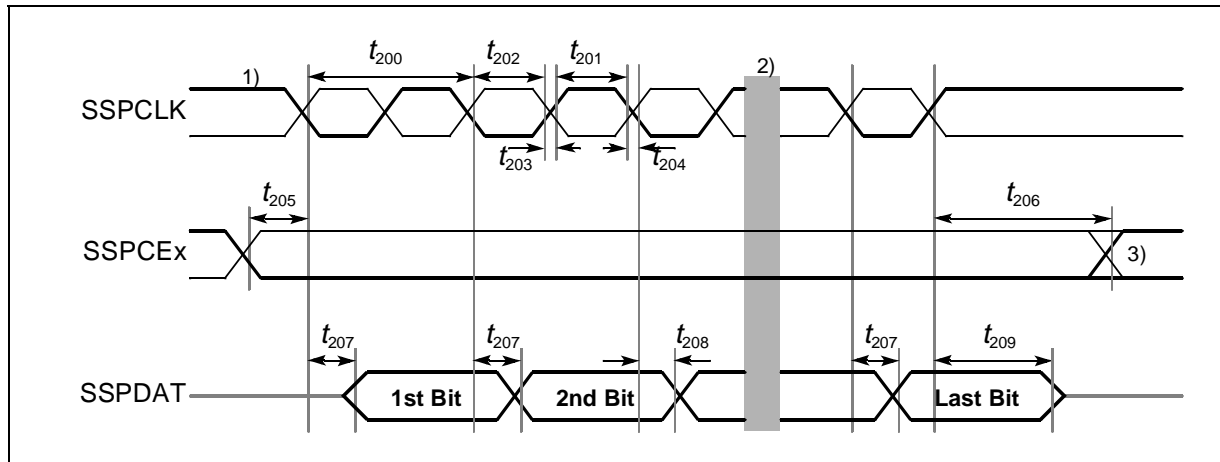 t200 t202 t201
1) 2)
SSPCLK
t203 t204
t205 t206
SSPCEx 3)
t207 t207 t208 t207 t209
SSPDAT 1st Bit 2nd Bit Last Bit